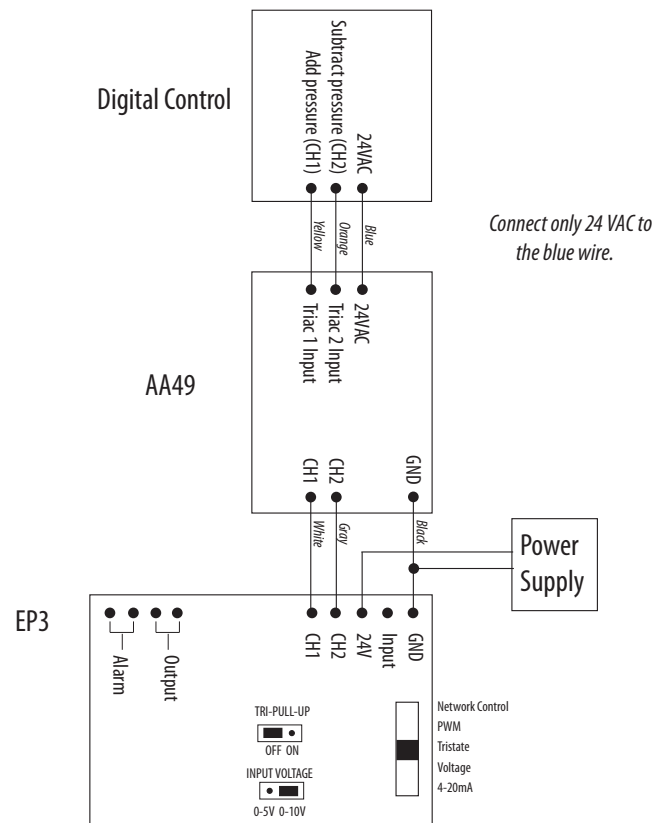 Digital Control
Add pressure (CH1)
Subtract pressure (CH2)
24VAC
Yellow
Orange
Blue
Connect only 24 VAC to
the blue wire.
AA49
Triac 1 Input
Triac 2 Input
24VAC
CH1
CH2
GND
White
Gray
Black
Power
Supply
EP3
Alarm
Output
CH1
CH2
24V
Input
GND
TRI-PULL-UP
OFF ON
INPUT VOLTAGE
0-5V 0-10V
Network Control
PWM
Tristate
Voltage
4-20mA